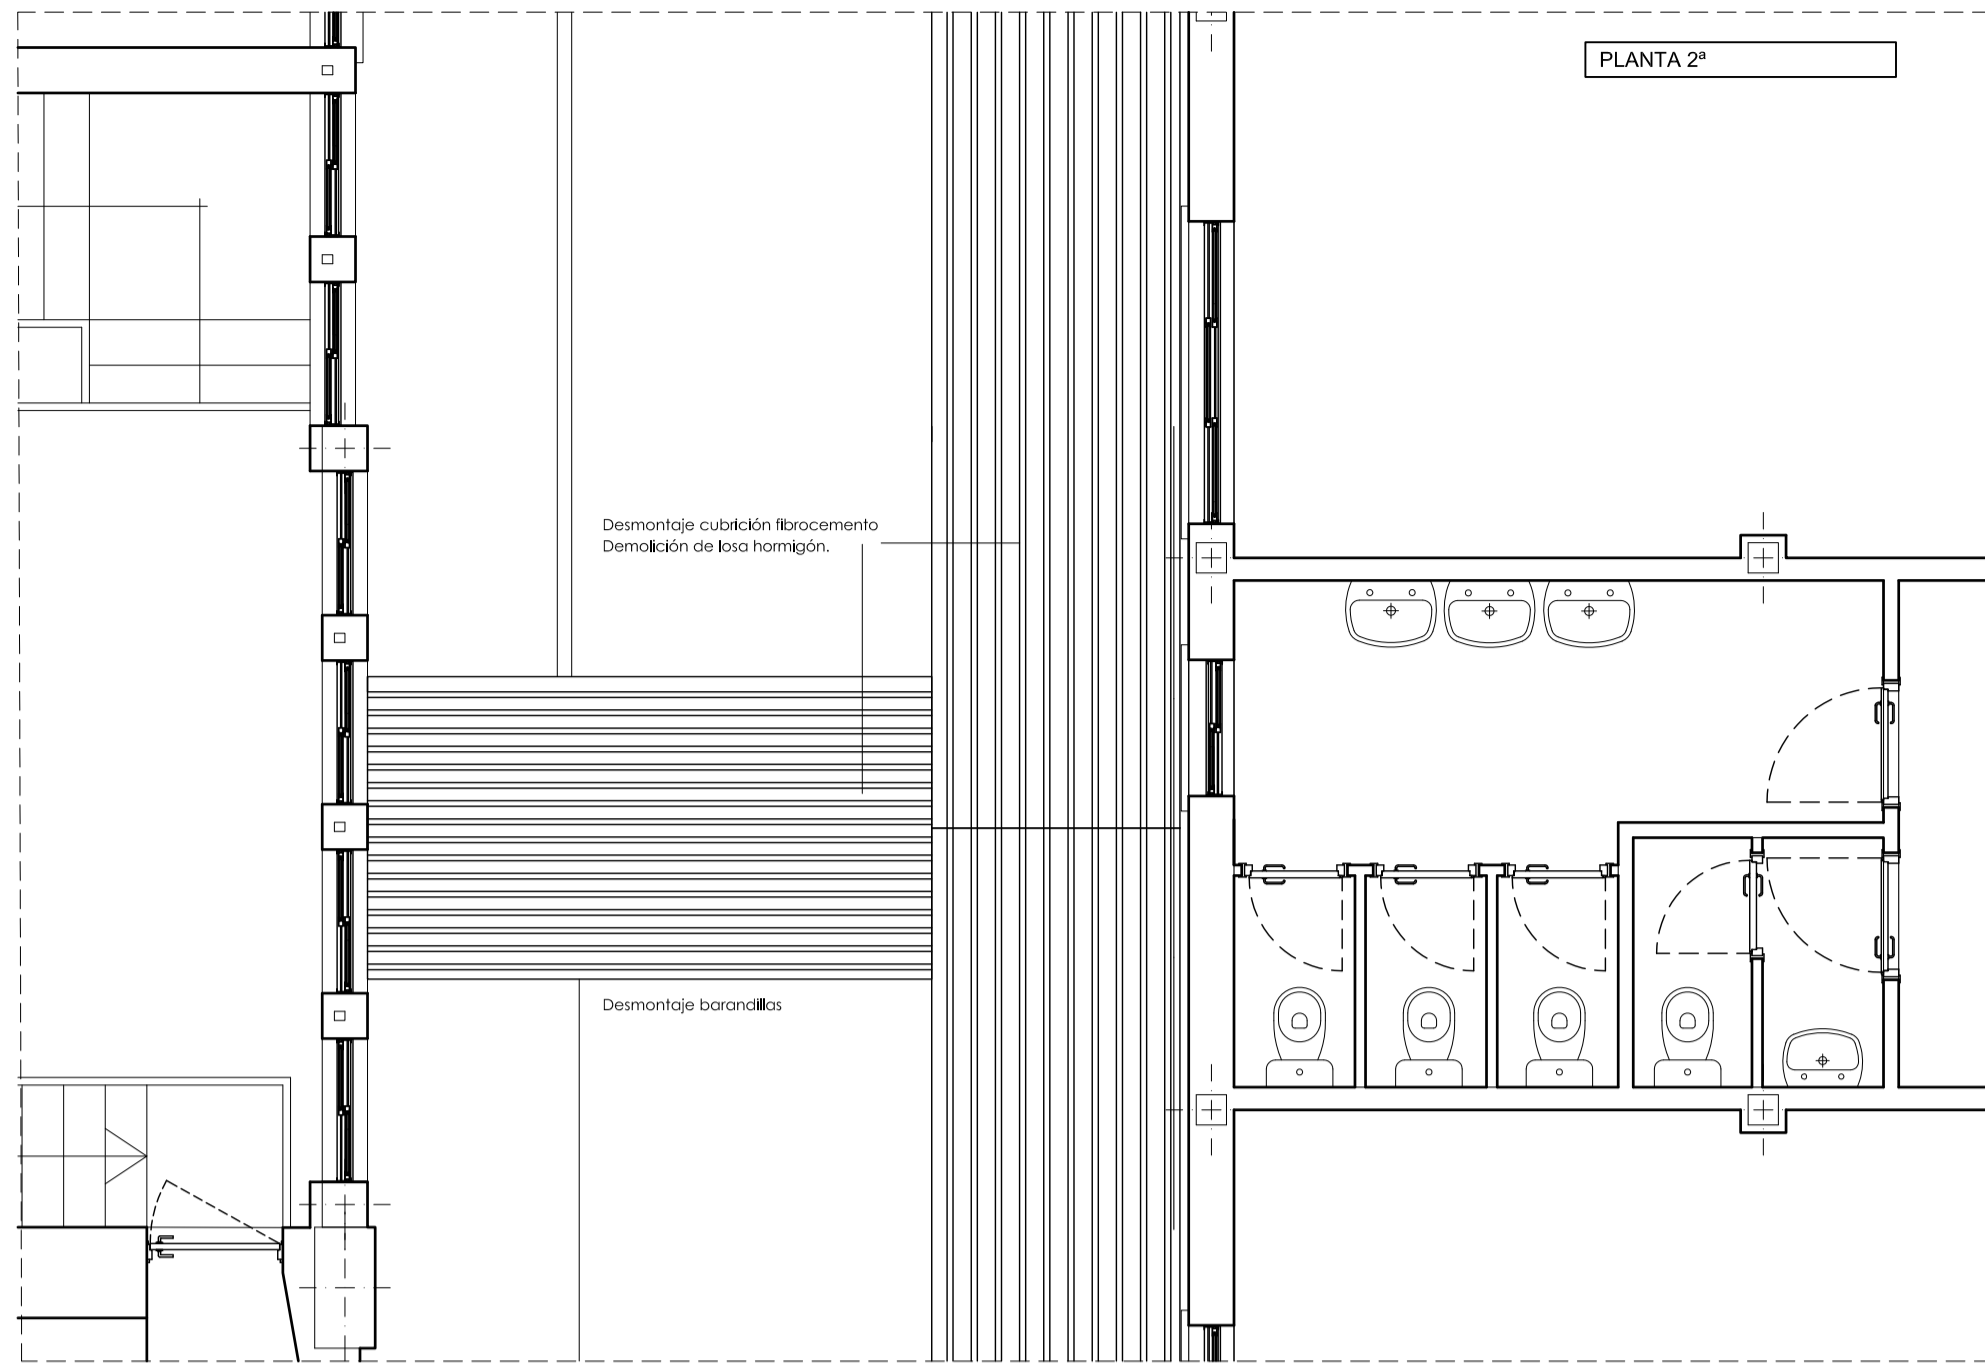 PLANTA 2ª
Desmontaje cubrición fibrocemento
Demolición de losa hormigón.
Desmontaje barandillas